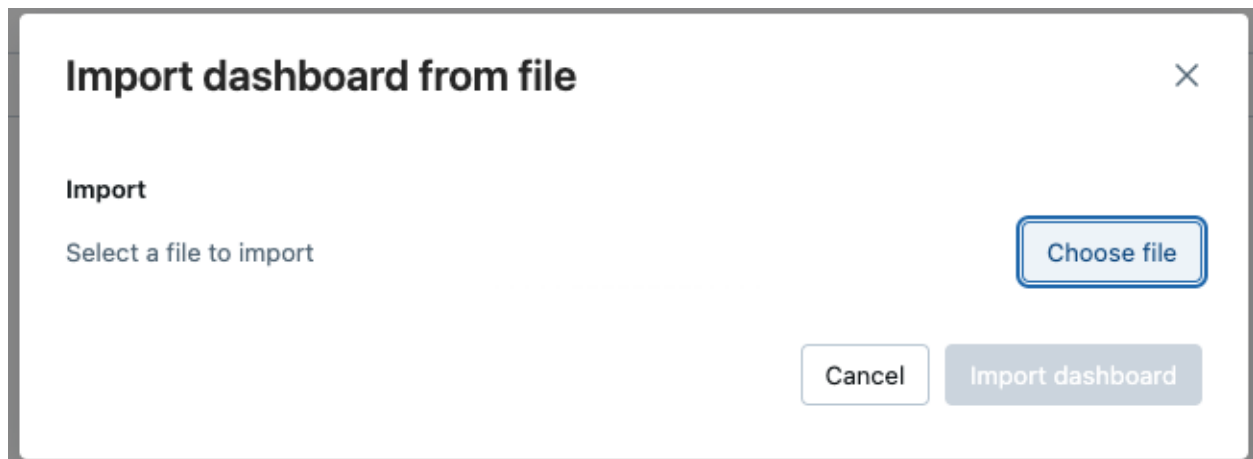 Import dashboard from file
Import
Select a file to import
Choose file
Cancel
Import dashboard